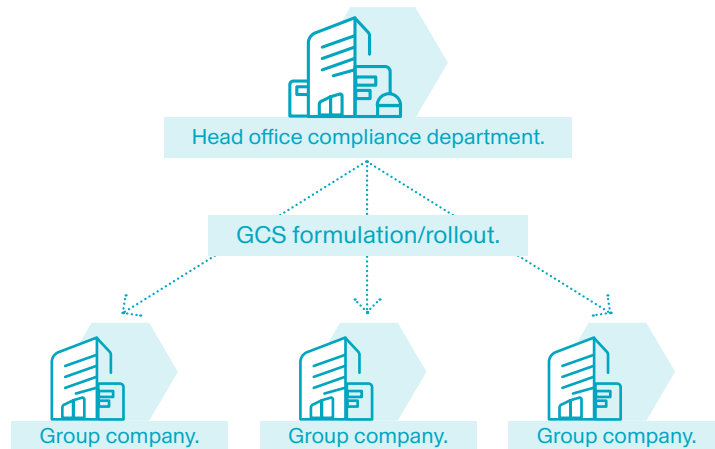 Head office compliance department.
GCS formulation/rollout.
Group company.
Group company.
Group company.